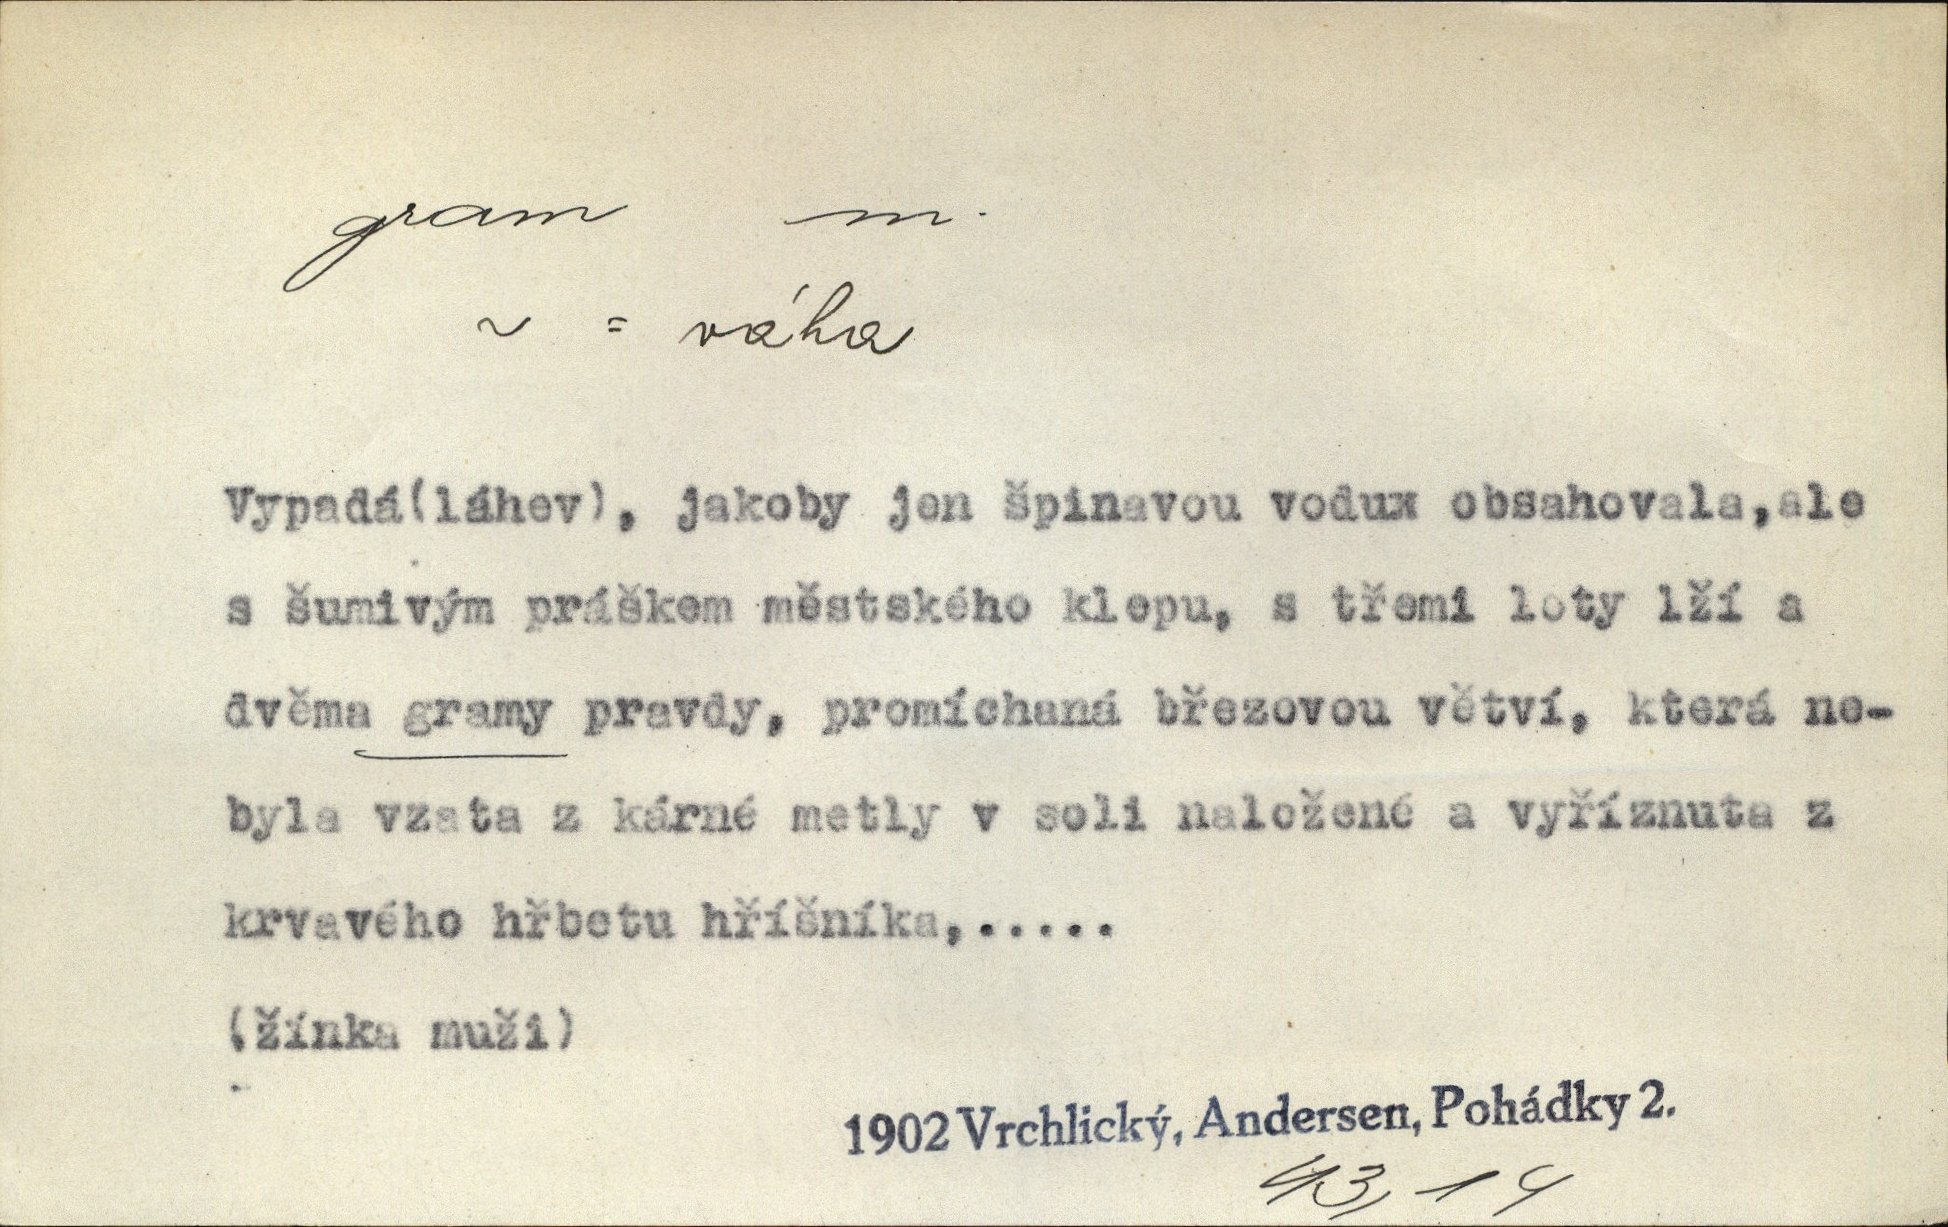 gram m.
~ = váha
Vypadá(láhev), jakoby jen špinavou vodux obsahovala,ale
s šumivým práškem městského klepu, s třemi loty lží a
dvěma gramy pravdy, promíchaná březovou větví, která ne-
byla vzata z kárné metly v soli naložené a vyříznuta z
krvavého hřbetu hříšníka,.....
(žínka muži)
1902 Vrchlický, Andersen, Pohádky 2.
43, 14